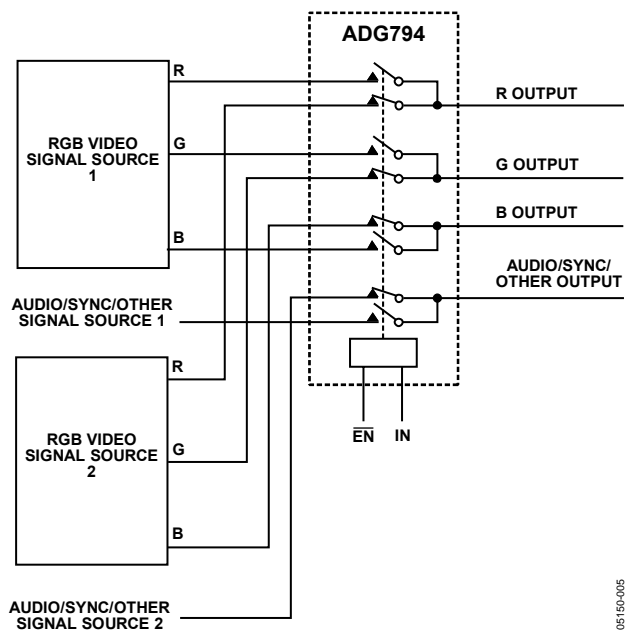 ADG794
R
R OUTPUT
RGB VIDEO
SIGNAL SOURCE
1
G
G OUTPUT
B OUTPUT
B
AUDIO/SYNC/
OTHER OUTPUT
AUDIO/SYNC/OTHER
SIGNAL SOURCE 1
R
EN IN
RGB VIDEO
SIGNAL SOURCE
2
G
B
AUDIO/SYNC/OTHER
SIGNAL SOURCE 2
05150-005